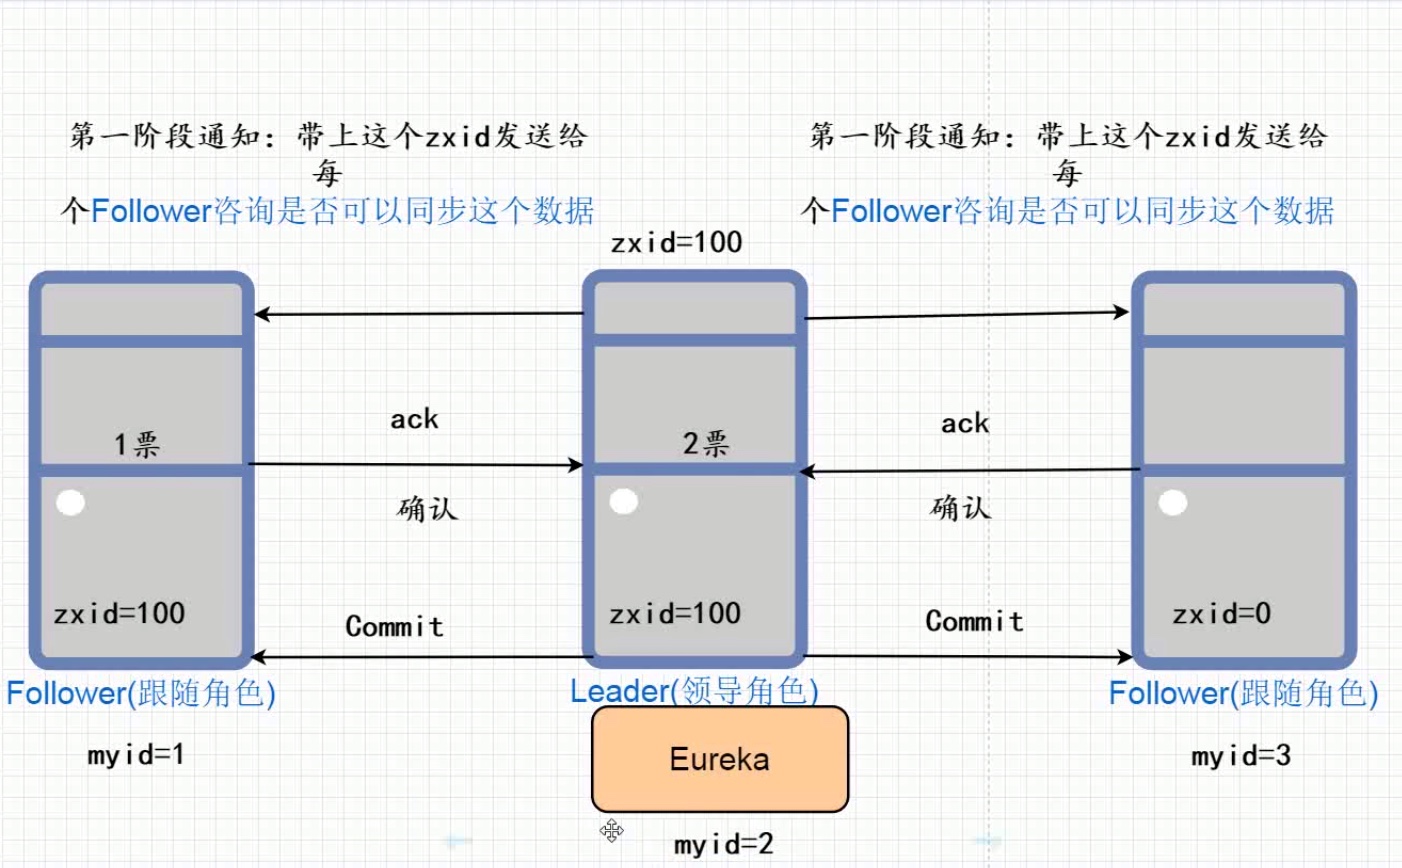 第一阶段通知：带上这个zxid发送给
每
个Follower咨询是否可以同步这个数据
第一阶段通知：带上这个zxid发送给
每
个Follower咨询是否可以同步这个数据
zxid=100
ack
ack
1票
2票
确认
确认
zxid=100
Commit
zxid=100
Commit
zxid=0
Follower(跟随角色)
Leader(领导角色)
Follower(跟随角色)
myid=1
Eureka
myid=3
myid=2